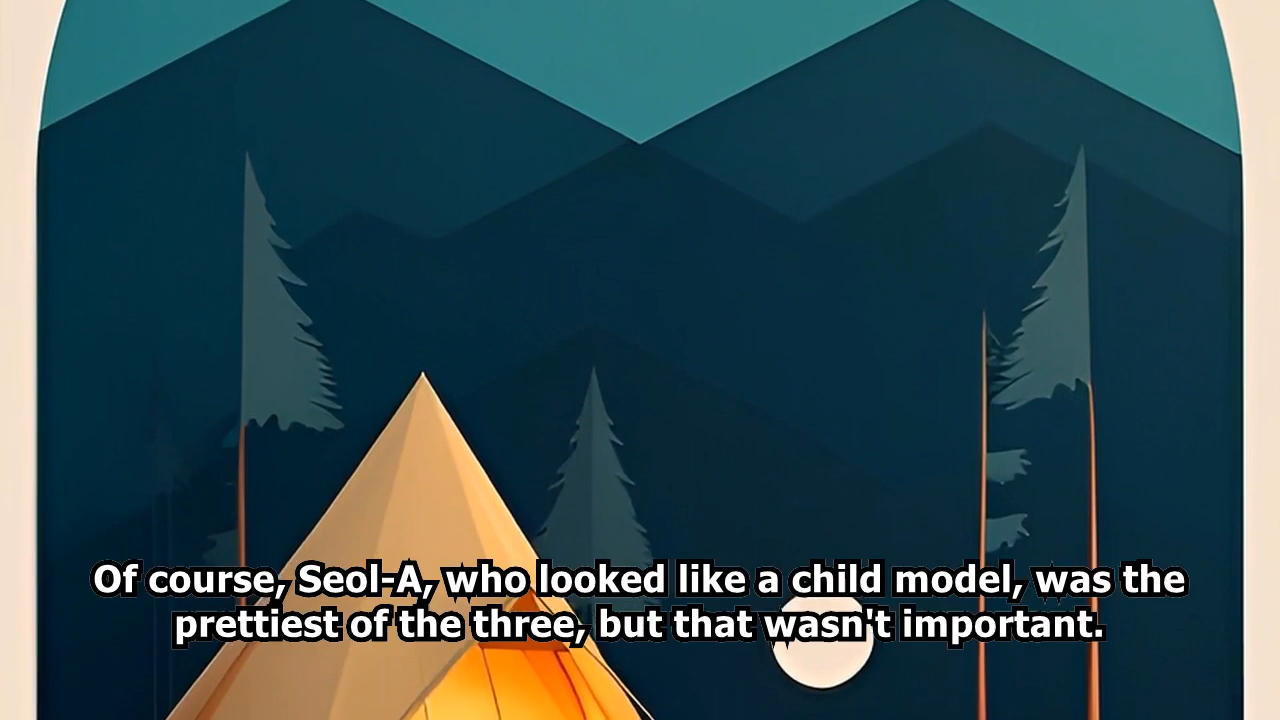 Of course, Seol-A, who looked like a child model, was the
prettiest of the three, but that wasn't important.